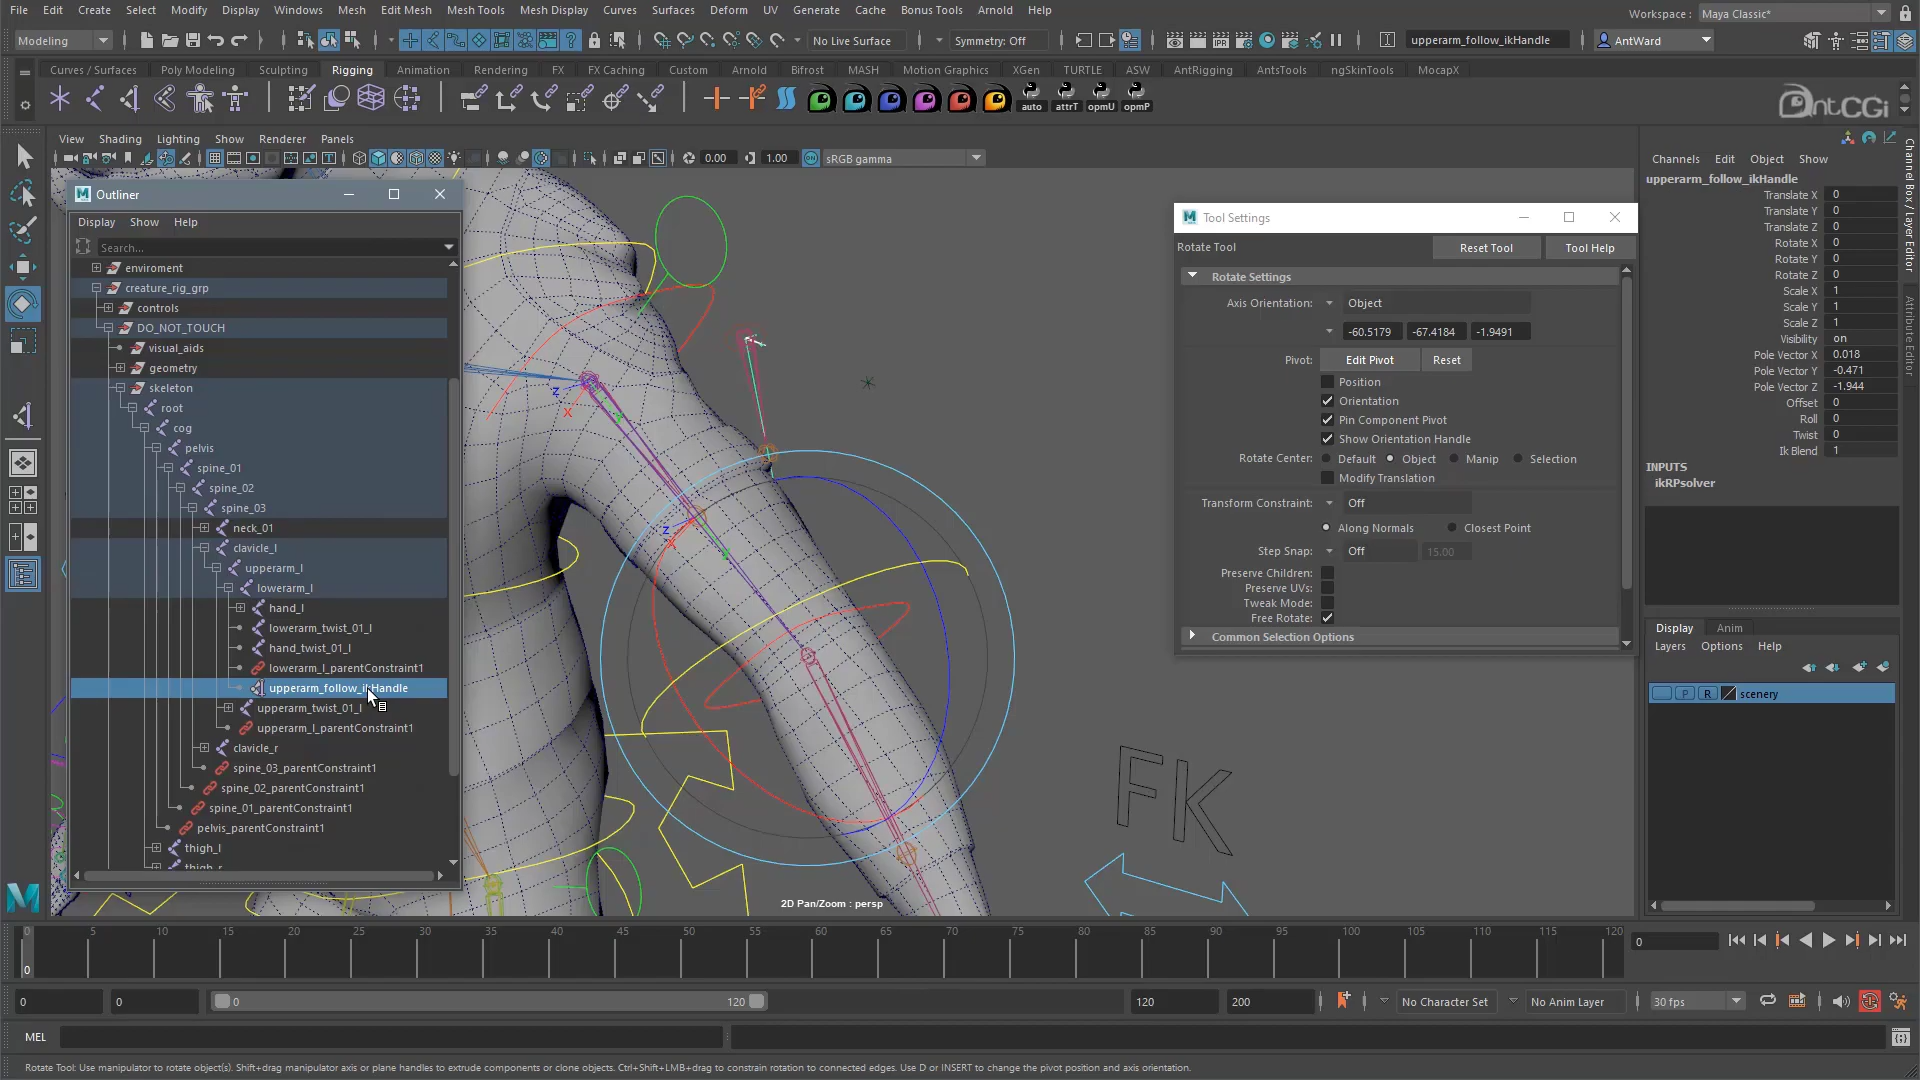 File Edit Create Select Modify Display Windows Mesh Edit Mesh Mesh Tools Mesh Display Curves Surfaces Deform UV Generate Cache Bonus Tools Arnold Help Workspace : Maya Classic*
Modeling No Live Surface Symmetry: Off upperarm_follow_ikHandle AntWard
Curves / Surfaces Poly Modeling Sculpting Rigging Animation Rendering FX FX Caching Custom Arnold Bifrost MASH Motion Graphics XGen TURTLE ASW AntRigging AntsTools ngSkinTools MocapX
auto attrT opmU opmP
AntCGi
View Shading Lighting Show Renderer Panels
0.00 1.00 sRGB gamma
Outliner
Display Show Help
Search...
enviroment
creature_rig_grp
controls
DO_NOT_TOUCH
visual_aids
geometry
skeleton
root
cog
pelvis
spine_01
spine_02
spine_03
neck_01
clavicle_l
upperarm_l
lowerarm_l
hand_l
lowerarm_twist_01_l
hand_twist_01_l
lowerarm_l_parentConstraint1
upperarm_follow_ikHandle
upperarm_twist_01_l
upperarm_l_parentConstraint1
clavicle_r
spine_03_parentConstraint1
spine_02_parentConstraint1
spine_01_parentConstraint1
pelvis_parentConstraint1
thigh_l
thigh_r
z
x
y
z
x
y
FK
2D Pan/Zoom : persp
Tool Settings
Rotate Tool Reset Tool Tool Help
Rotate Settings
Axis Orientation: Object
-60.5179 -67.4184 -1.9491
Pivot: Edit Pivot Reset
Position
Orientation
Pin Component Pivot
Show Orientation Handle
Rotate Center: Default Object Manip Selection
Modify Translation
Transform Constraint: Off
Along Normals Closest Point
Step Snap: Off 15.00
Preserve Children:
Preserve UVs:
Tweak Mode:
Free Rotate:
Common Selection Options
Channels Edit Object Show
upperarm_follow_ikHandle
Translate X 0
Translate Y 0
Translate Z 0
Rotate X 0
Rotate Y 0
Rotate Z 0
Scale X 1
Scale Y 1
Scale Z 1
Visibility on
Pole Vector X 0.018
Pole Vector Y -0.471
Pole Vector Z -1.944
Offset 0
Roll 0
Twist 0
Ik Blend 1
INPUTS
ikRPsolver
Display Anim
Layers Options Help
P R scenery
Channel Box / Layer Editor
Attribute Editor
0 5 10 15 20 25 30 35 40 45 50 55 60 65 70 75 80 85 90 95 100 105 110 115 120
0
0
0 0 0 120 120 200 No Character Set No Anim Layer 30 fps
MEL
Rotate Tool: Use manipulator to rotate object(s). Shift+drag manipulator axis or plane handles to extrude components or clone objects. Ctrl+Shift+LMB+drag to constrain rotation to connected edges. Use D or INSERT to change the pivot position and axis orientation.